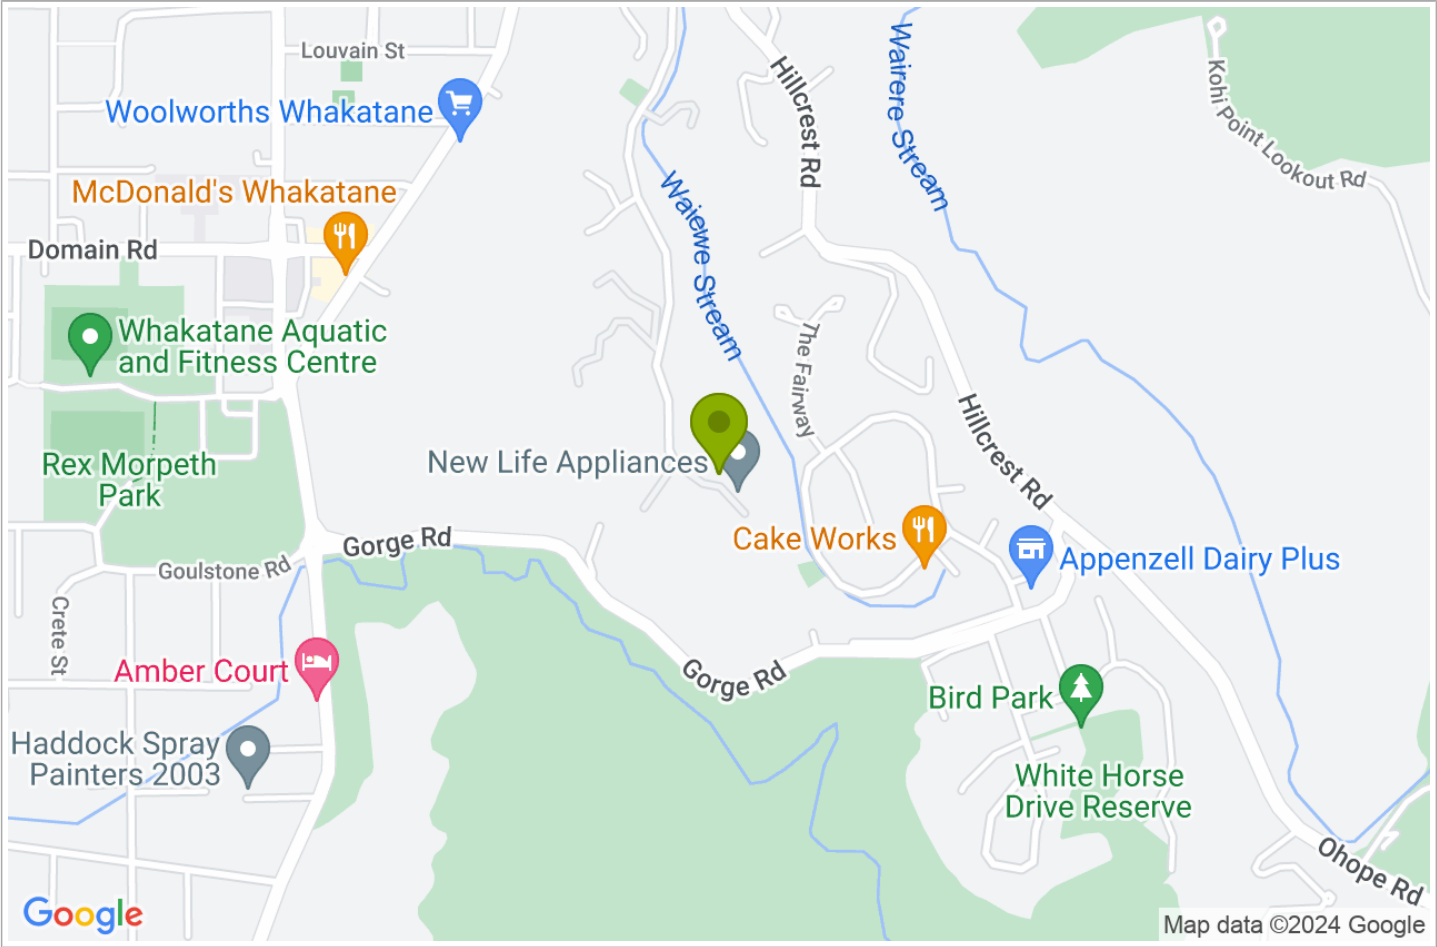 Louvain St
Woolworths Whakatane
McDonald's Whakatane
Domain Rd
Whakatane Aquatic
and Fitness Centre
Rex Morpeth
Park
Hillcrest Rd
Wairere Stream
Kohi Point Lookout Rd
Waiewe Stream
The Fairway
Hillcrest Rd
New Life Appliances
Cake Works
Appenzell Dairy Plus
Gorge Rd
Goulstone Rd
Crete St
Amber Court
Gorge Rd
Bird Park
Haddock Spray
Painters 2003
White Horse
Drive Reserve
Ohope Rd
Google
Map data ©2024 Google